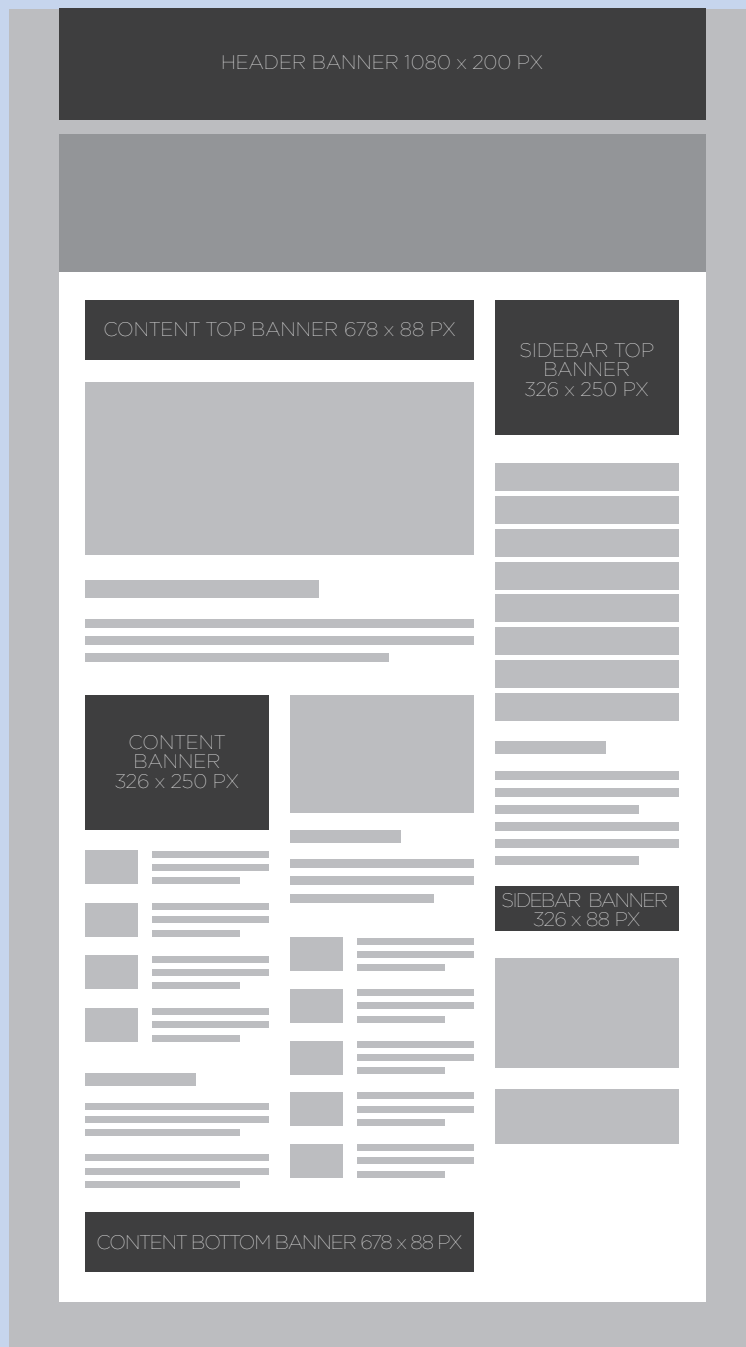 HEADER BANNER 1080 x 200 PX
CONTENT TOP BANNER 678 x 88 PX
SIDEBAR TOP
BANNER
326 x 250 PX
CONTENT
BANNER
326 x 250 PX
SIDEBAR BANNER
326 x 88 PX
CONTENT BOTTOM BANNER 678 x 88 PX